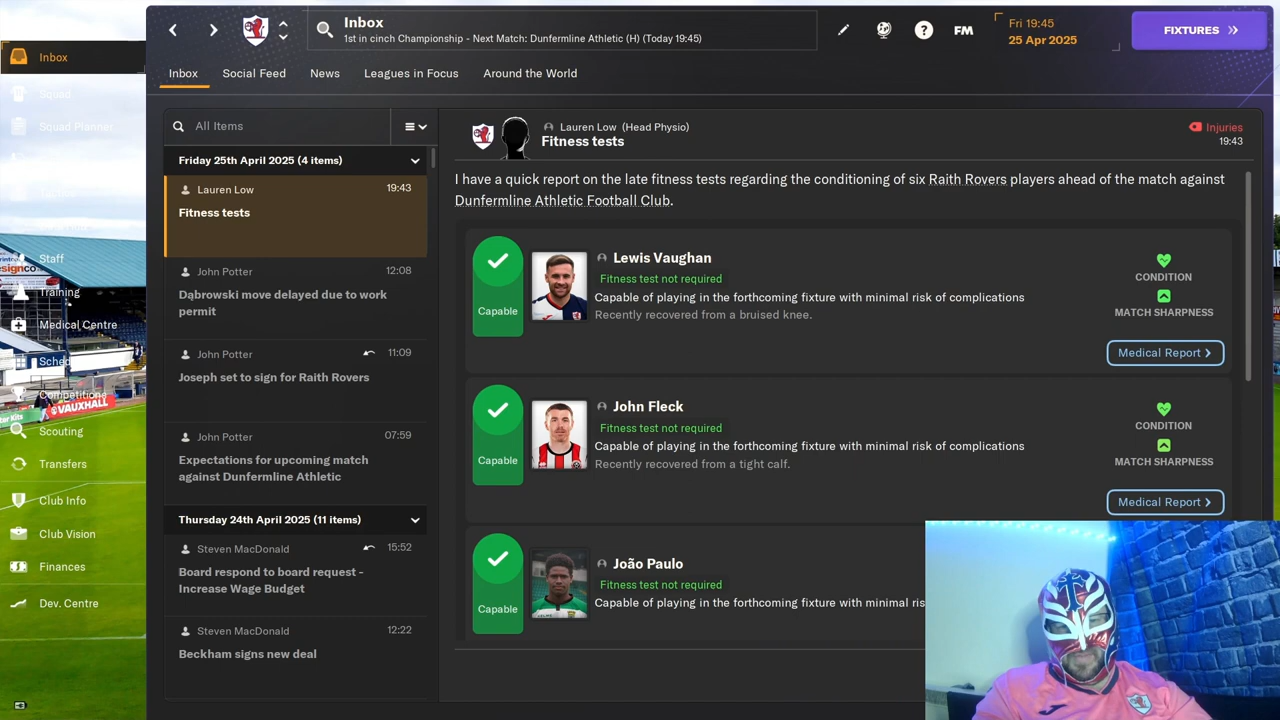 Inbox
1st in cinch Championship - Next Match: Dunfermline Athletic (H) (Today 19:45)
FM
Fri 19:45
25 Apr 2025
FIXTURES
Inbox
Squad
Squad Planner
Staff
Training
Medical Centre
Sched
Competitions
Scouting
Transfers
Club Info
Club Vision
Finances
Dev. Centre
VAUXHALL
Inbox
Social Feed
News
Leagues in Focus
Around the World
All Items
Friday 25th April 2025 (4 items)
Lauren Low 19:43
Fitness tests
John Potter 12:08
Dąbrowski move delayed due to work
permit
John Potter 11:09
Joseph set to sign for Raith Rovers
John Potter 07:59
Expectations for upcoming match
against Dunfermline Athletic
Thursday 24th April 2025 (11 items)
Steven MacDonald 15:52
Board respond to board request -
Increase Wage Budget
Steven MacDonald 12:22
Beckham signs new deal
Lauren Low (Head Physio)
Fitness tests
Injuries
19:43
I have a quick report on the late fitness tests regarding the conditioning of six Raith Rovers players ahead of the match against
Dunfermline Athletic Football Club.
Capable
Lewis Vaughan
Fitness test not required
Capable of playing in the forthcoming fixture with minimal risk of complications
Recently recovered from a bruised knee.
CONDITION
MATCH SHARPNESS
Medical Report
Capable
John Fleck
Fitness test not required
Capable of playing in the forthcoming fixture with minimal risk of complications
Recently recovered from a tight calf.
CONDITION
MATCH SHARPNESS
Medical Report
Capable
João Paulo
Fitness test not required
Capable of playing in the forthcoming fixture with minimal ris